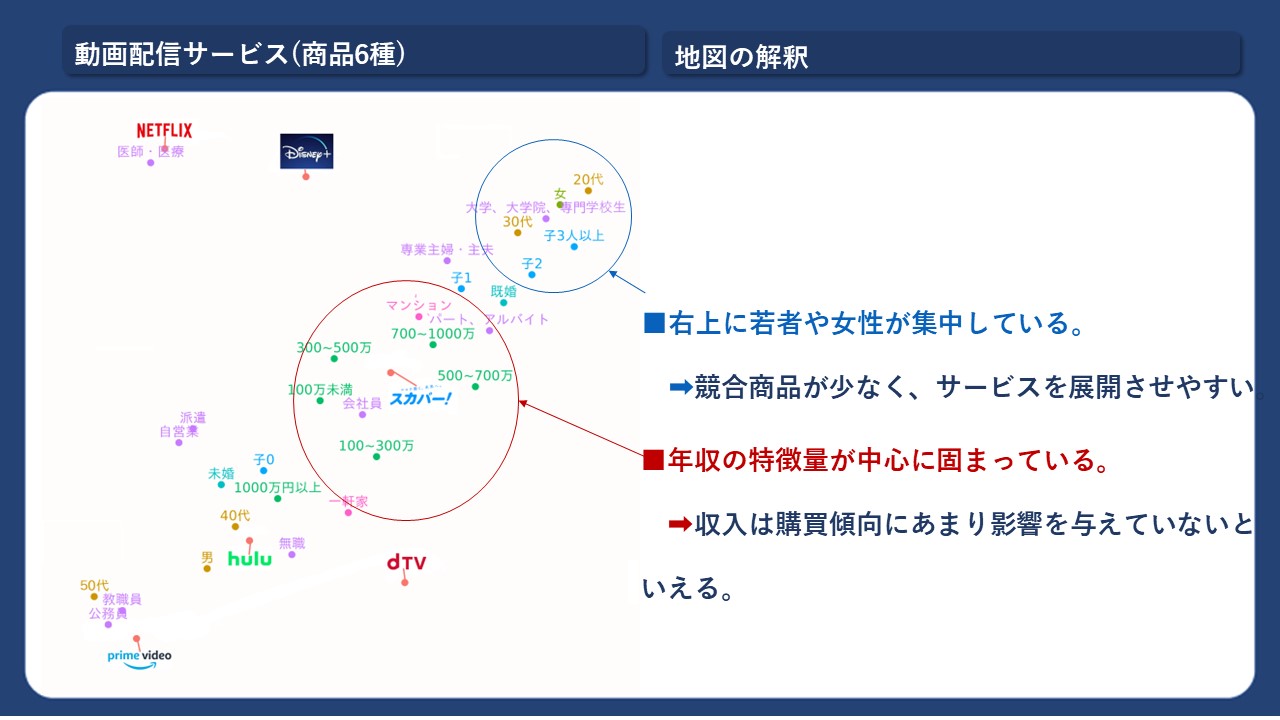 動画配信サービス(商品6種)
地図の解釈
NETFLIX
医師・医療
Disney+
20代
女
大学、大学院、専門学校生
30代
子3人以上
専業主婦・主夫
子2
子1
既婚
マンション
パート、アルバイト
700~1000万
300~500万
500~700万
100万未満
会社員
スカパー!
派遣
自営業
100~300万
子0
未婚
1000万円以上
一軒家
40代
無職
男
hulu
dTV
50代
教職員
公務員
prime video
■右上に若者や女性が集中している。
➡競合商品が少なく、サービスを展開させやすい。
■年収の特徴量が中心に固まっている。
➡収入は購買傾向にあまり影響を与えていないと
いえる。